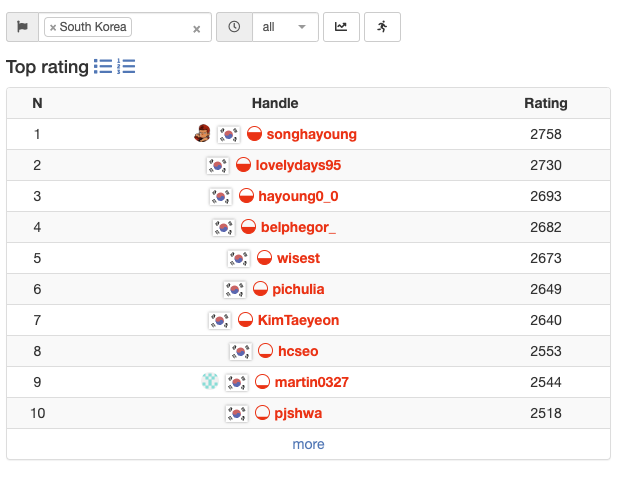 × South Korea × all
Top rating
N Handle Rating
1 songhayoung 2758
2 lovelydays95 2730
3 hayoung0_0 2693
4 belphegor_ 2682
5 wisest 2673
6 pichulia 2649
7 KimTaeyeon 2640
8 hcseo 2553
9 martin0327 2544
10 pjshwa 2518
more